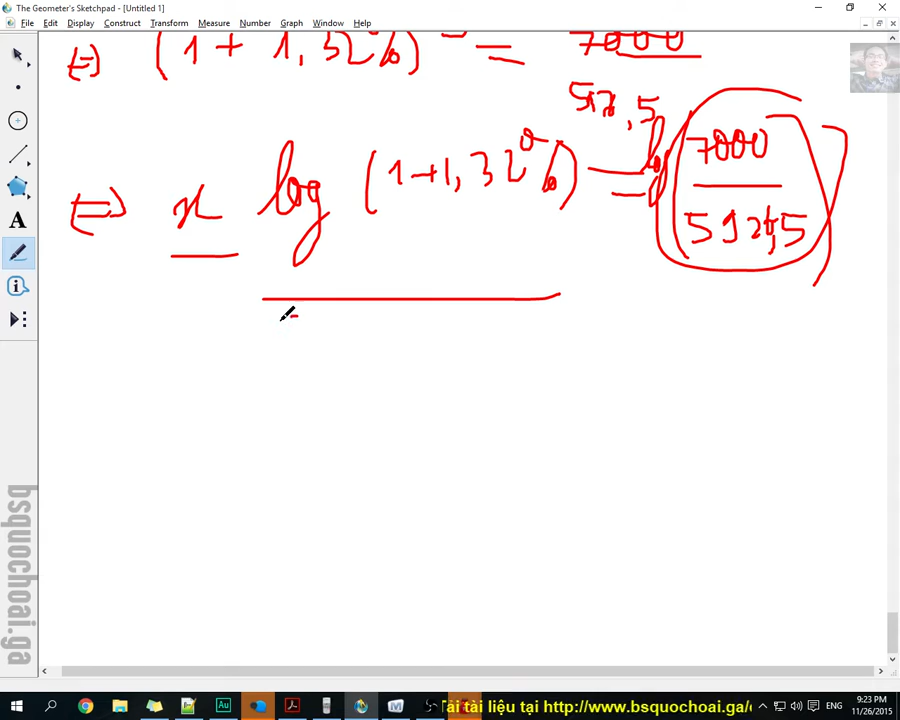 The Geometer's Sketchpad - [Untitled 1]
File Edit Display Construct Transform Measure Number Graph Window Help
⇔ (1 + 1,32%) = 7000
5927,5
⇔ x log (1+1,32%) = log (7000
5927,5)
A
bsquochoai.ga
Tải tài liệu tại http://www.bsquochoai.ga/
ENG
9:23 PM
11/26/2015